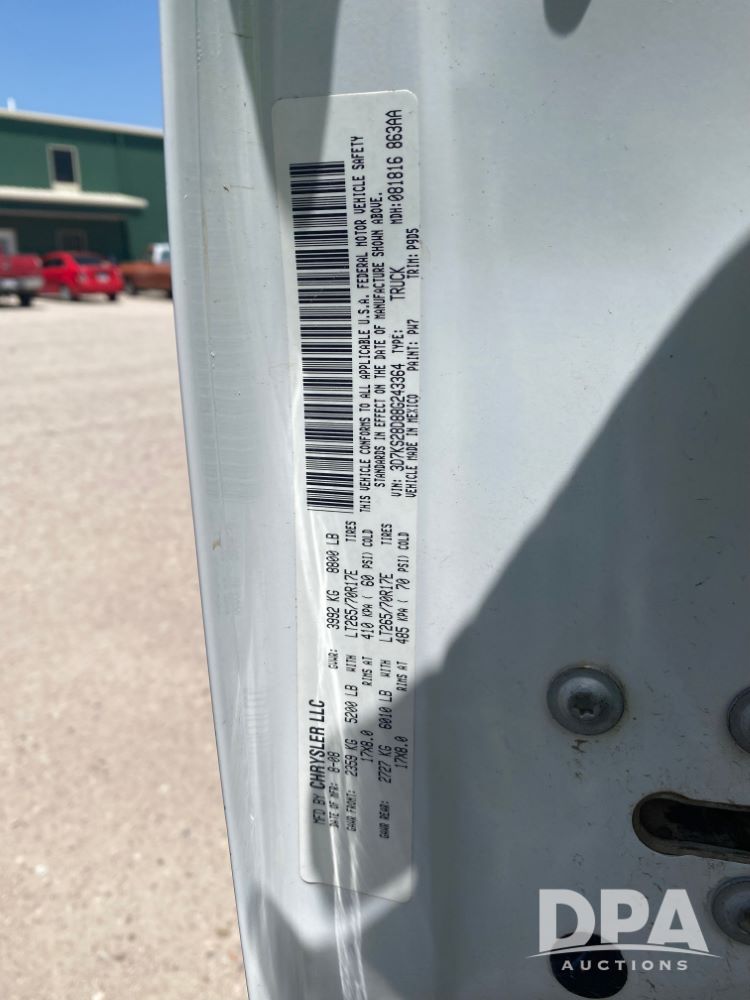 MFD BY CHRYSLER LLC
DATE OF MFR: 8-08 GVWR: 3992 KG 8800 LB
GAWR FRONT: 2359 KG 5200 LB WITH LT265/70R17E TIRES
17X8.0 RIMS AT 410 KPA ( 60 PSI) COLD
GAWR REAR: 2727 KG 6010 LB WITH LT265/70R17E TIRES
17X8.0 RIMS AT 485 KPA ( 70 PSI) COLD
THIS VEHICLE CONFORMS TO ALL APPLICABLE U.S.A. FEDERAL MOTOR VEHICLE SAFETY
STANDARDS IN EFFECT ON THE DATE OF MANUFACTURE SHOWN ABOVE.
VIN: 3D7KS28D88G243364 TYPE: TRUCK MDH:081816 863AA
VEHICLE MADE IN MEXICO PAINT: PW7 TRIM: P9D5
DPA
AUCTIONS